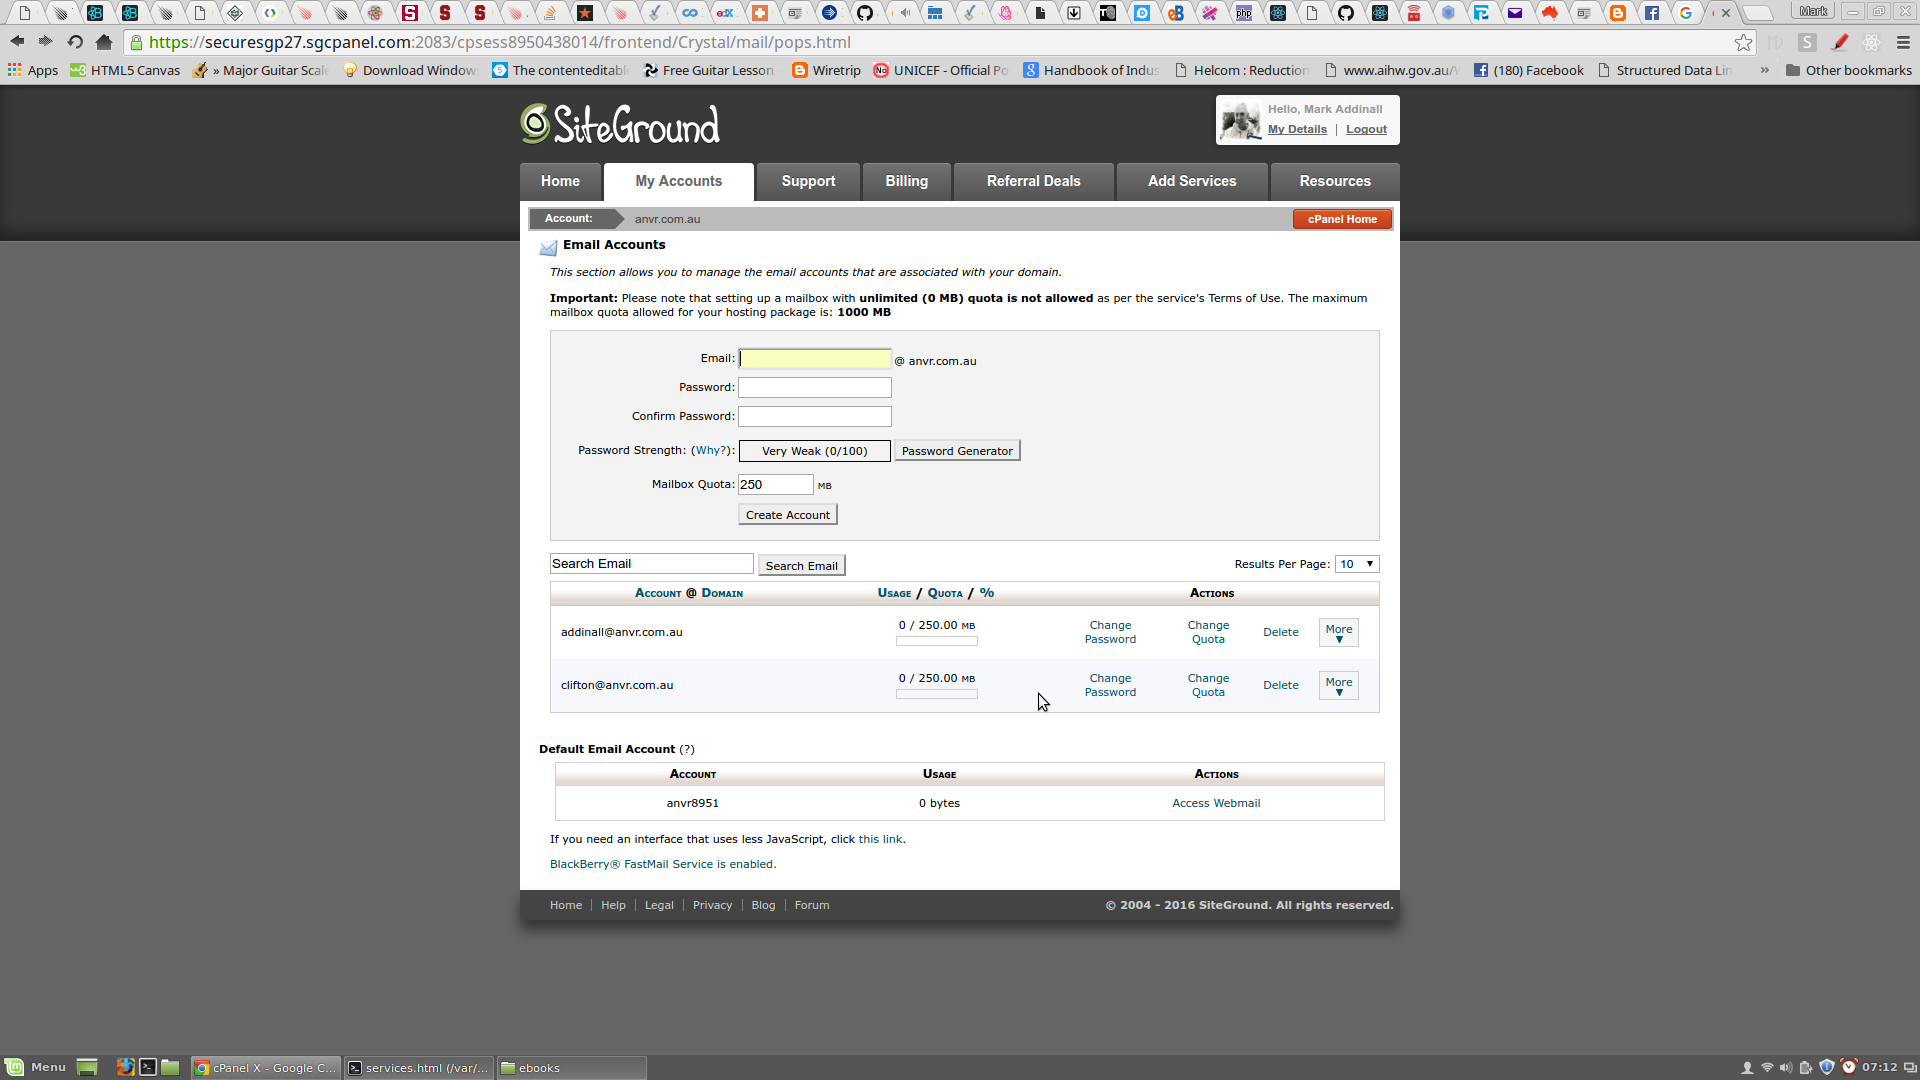 Mark
https://securesgp27.sgcpanel.com:2083/cpsess8950438014/frontend/Crystal/mail/pops.html
Apps
HTML5 Canvas
» Major Guitar Scale
Download Window
The contenteditabl
Free Guitar Lesson
Wiretrip
UNICEF - Official Po
Handbook of Indus
Helcom : Reduction
www.aihw.gov.au/
(180) Facebook
Structured Data Lin
»
Other bookmarks
SiteGround
Hello, Mark Addinall
My Details | Logout
Home
My Accounts
Support
Billing
Referral Deals
Add Services
Resources
Account:
anvr.com.au
cPanel Home
Email Accounts
This section allows you to manage the email accounts that are associated with your domain.
Important: Please note that setting up a mailbox with unlimited (0 MB) quota is not allowed as per the service's Terms of Use. The maximum
mailbox quota allowed for your hosting package is: 1000 MB
Email:
@ anvr.com.au
Password:
Confirm Password:
Password Strength: (Why?):
Very Weak (0/100)
Password Generator
Mailbox Quota:
250
MB
Create Account
Search Email
Search Email
Results Per Page:
10
Account @ Domain
Usage / Quota / %
Actions
addinall@anvr.com.au
0 / 250.00 MB
Change Password
Change Quota
Delete
More
clifton@anvr.com.au
0 / 250.00 MB
Change Password
Change Quota
Delete
More
Default Email Account (?)
Account
Usage
Actions
anvr8951
0 bytes
Access Webmail
If you need an interface that uses less JavaScript, click this link.
BlackBerry® FastMail Service is enabled.
Home | Help | Legal | Privacy | Blog | Forum
© 2004 - 2016 SiteGround. All rights reserved.
Menu
cPanel X - Google C...
services.html (/var/...
ebooks
07:12